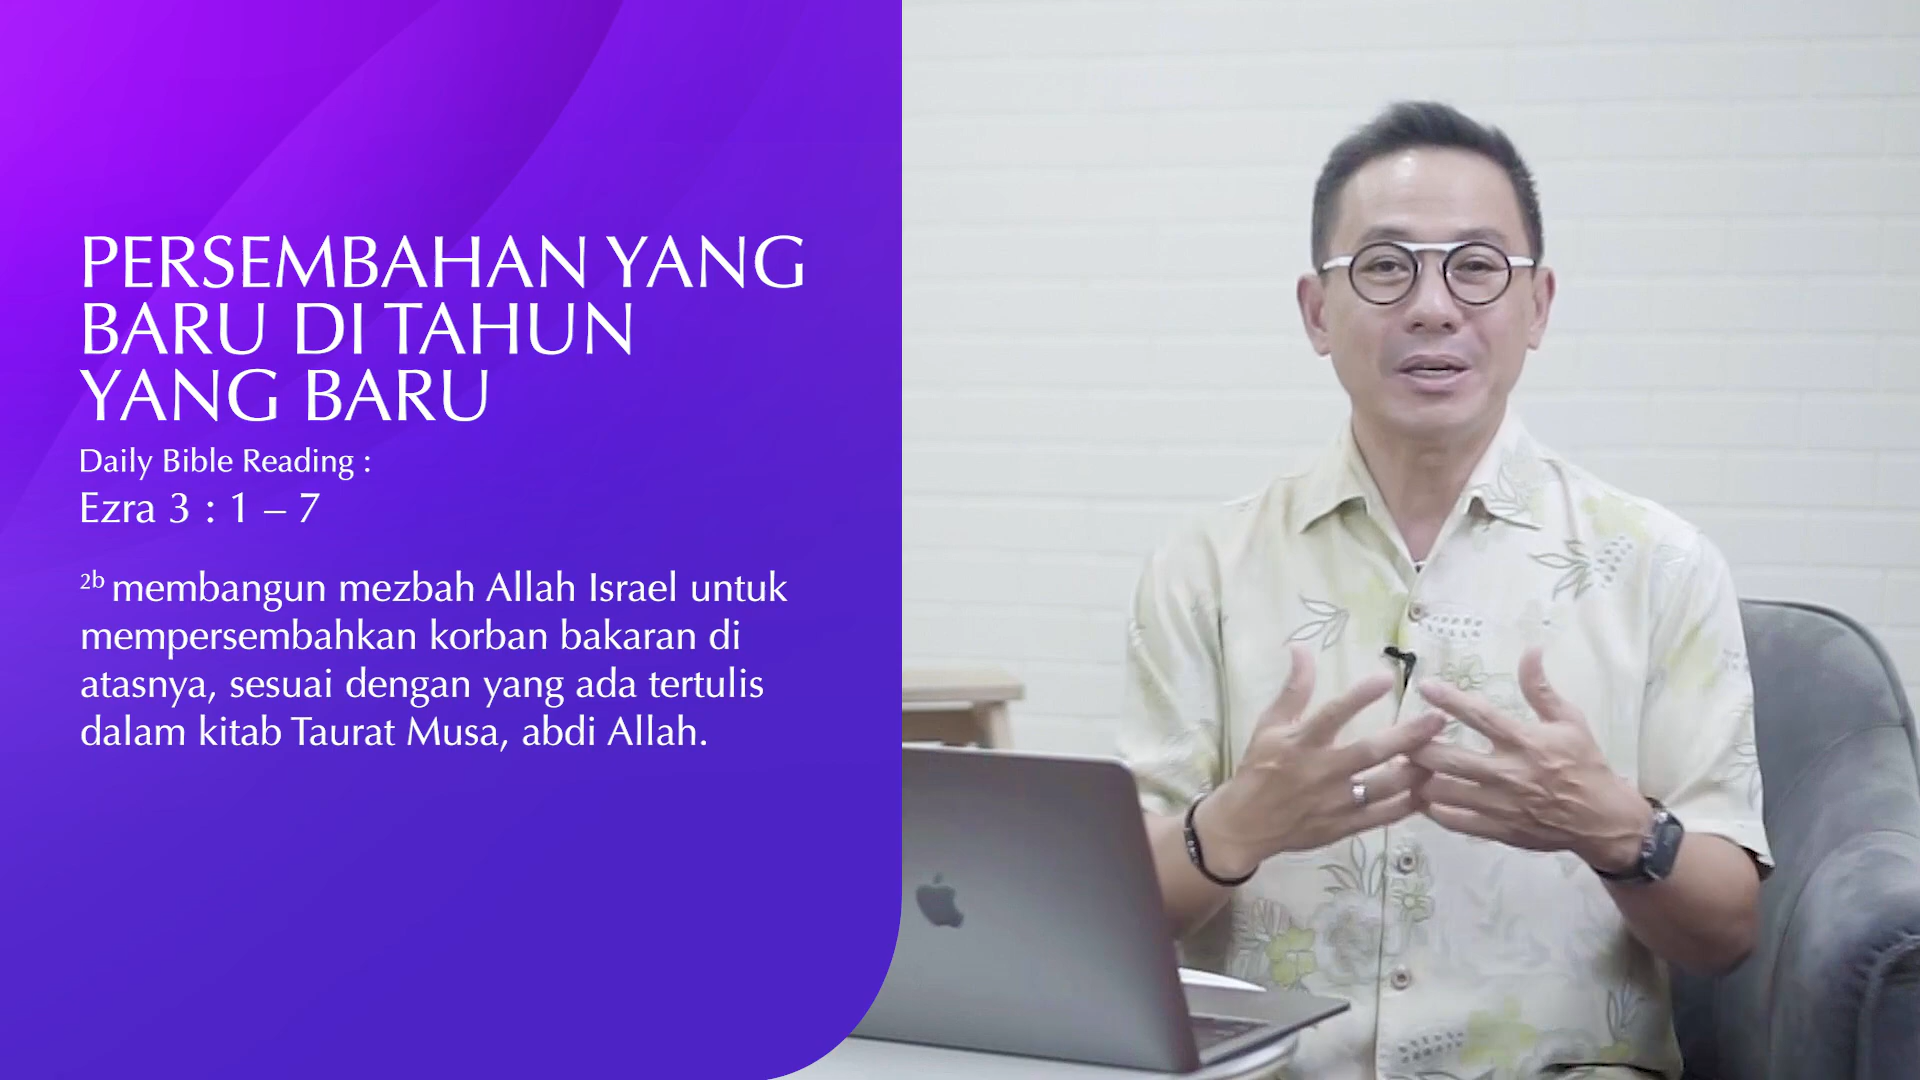 PERSEMBAHAN YANG
BARU DI TAHUN
YANG BARU
Daily Bible Reading :
Ezra 3 : 1 – 7
2b membangun mezbah Allah Israel untuk
mempersembahkan korban bakaran di
atasnya, sesuai dengan yang ada tertulis
dalam kitab Taurat Musa, abdi Allah.